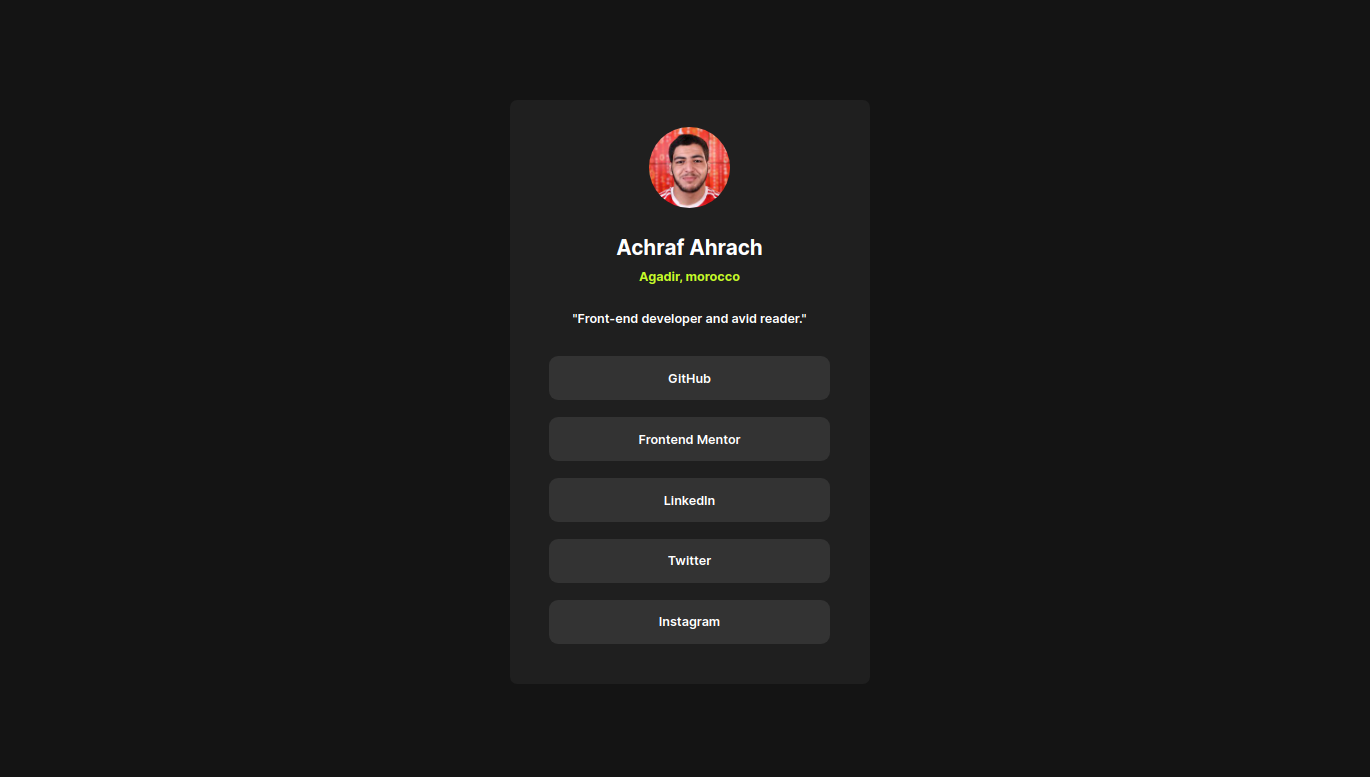 Achraf Ahrach
Agadir, morocco
"Front-end developer and avid reader."
GitHub
Frontend Mentor
LinkedIn
Twitter
Instagram